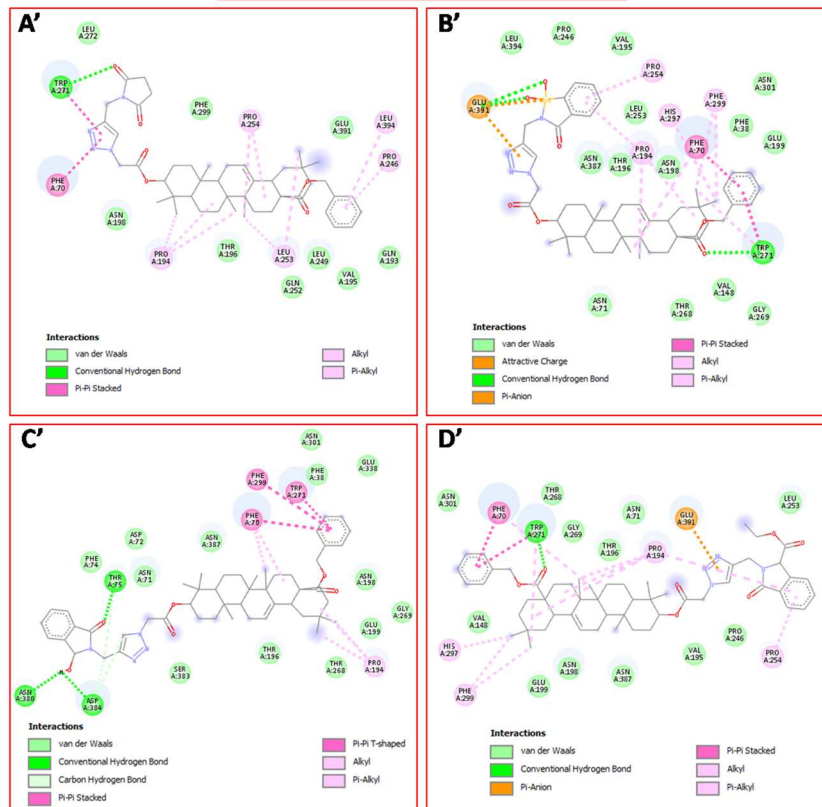 A'
LEU
A:272
TRP
A:271
PHE
A:299
PRO
A:254
GLU
A:391
LEU
A:394
PRO
A:246
PHE
A:70
ASN
A:198
PRO
A:194
THR
A:196
LEU
A:253
LEU
A:249
GLN
A:252
VAL
A:195
GLN
A:193
Interactions
van der Waals
Conventional Hydrogen Bond
Pi-Pi Stacked
Alkyl
Pi-Alkyl
B'
LEU
A:394
PRO
A:246
VAL
A:195
PRO
A:254
ASN
A:301
GLU
A:391
LEU
A:253
HIS
A:297
PHE
A:299
PHE
A:38
GLU
A:199
PHE
A:70
ASN
A:387
THR
A:196
PRO
A:194
ASN
A:198
TRP
A:271
ASN
A:71
THR
A:268
VAL
A:148
GLY
A:269
Interactions
van der Waals
Attractive Charge
Conventional Hydrogen Bond
Pi-Anion
Pi-Pi Stacked
Alkyl
Pi-Alkyl
C'
ASN
A:301
PHE
A:299
PHE
A:38
GLU
A:338
TRP
A:271
PHE
A:70
ASP
A:72
ASN
A:387
PHE
A:74
THR
A:75
ASN
A:71
ASN
A:198
GLY
A:269
GLU
A:199
THR
A:196
THR
A:268
PRO
A:194
SER
A:383
ASN
A:380
ASP
A:384
Interactions
van der Waals
Conventional Hydrogen Bond
Carbon Hydrogen Bond
Pi-Pi Stacked
Pi-Pi T-shaped
Alkyl
Pi-Alkyl
D'
ASN
A:301
THR
A:268
PHE
A:70
TRP
A:271
GLY
A:269
ASN
A:71
GLU
A:391
LEU
A:253
THR
A:196
PRO
A:194
VAL
A:148
HIS
A:297
PHE
A:299
GLU
A:199
ASN
A:198
ASN
A:387
VAL
A:195
PRO
A:246
PRO
A:254
Interactions
van der Waals
Conventional Hydrogen Bond
Pi-Anion
Pi-Pi Stacked
Alkyl
Pi-Alkyl